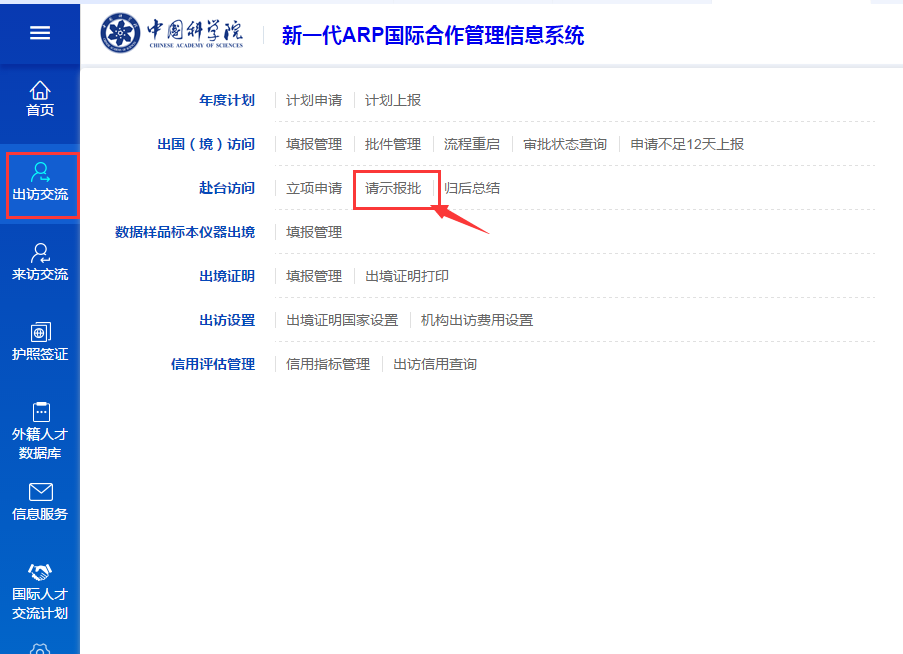 中国科学院
CHINESE ACADEMY OF SCIENCES
新一代ARP国际合作管理信息系统
首页
出访交流
来访交流
护照签证
外籍人才
数据库
信息服务
国际人才
交流计划
年度计划 计划申请 计划上报
出国（境）访问 填报管理 批件管理 流程重启 审批状态查询 申请不足12天上报
赴台访问 立项申请 请示报批 归后总结
数据样品标本仪器出境 填报管理
出境证明 填报管理 出境证明打印
出访设置 出境证明国家设置 机构出访费用设置
信用评估管理 信用指标管理 出访信用查询